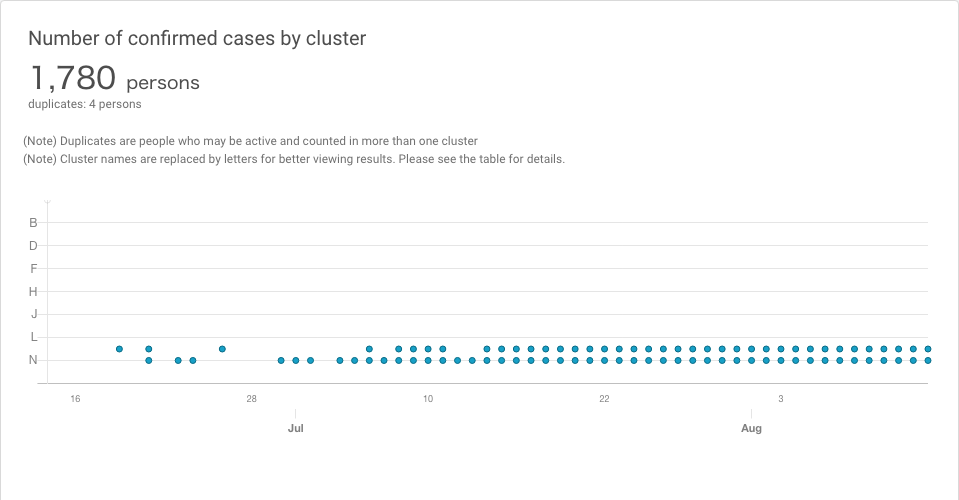 Number of confirmed cases by cluster
1,780 persons
duplicates: 4 persons
(Note) Duplicates are people who may be active and counted in more than one cluster
(Note) Cluster names are replaced by letters for better viewing results. Please see the table for details.
B
D
F
H
J
L
N
16 28 10 22 3
Jul Aug